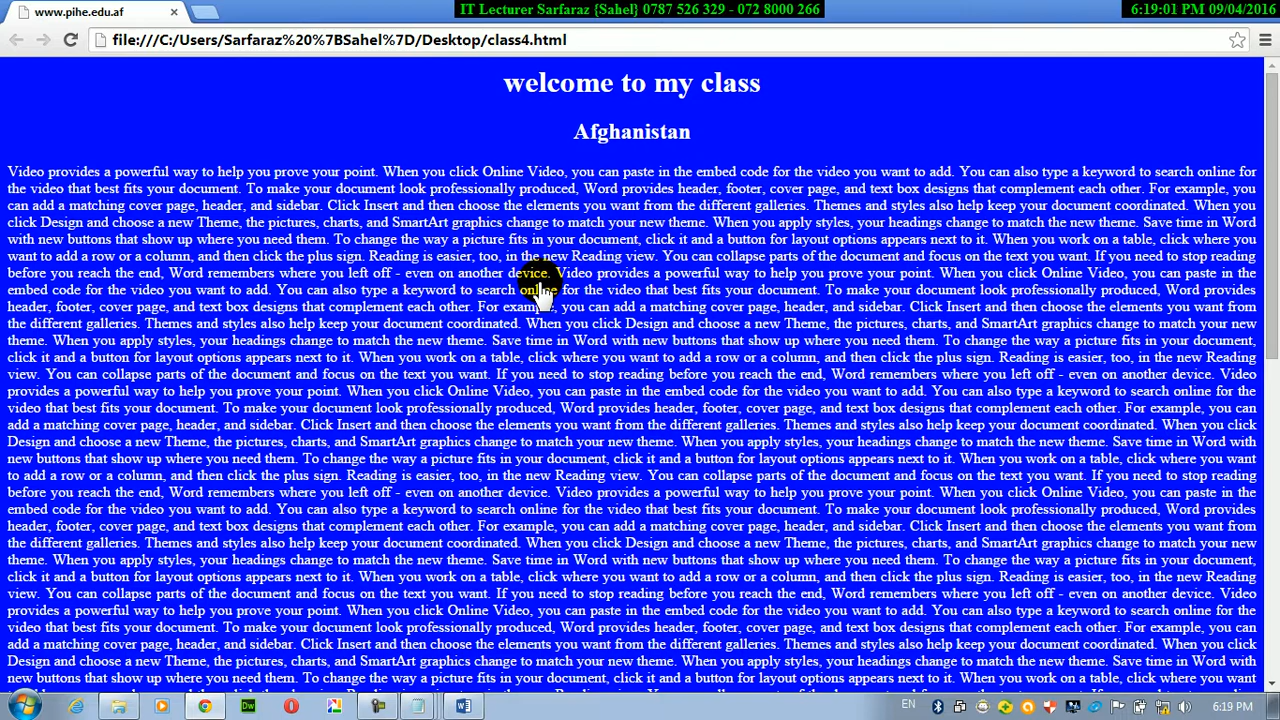 www.pihe.edu.af
IT Lecturer Sarfaraz {Sahel} 0787 526 329 - 072 8000 266
6:19:01 PM 09/04/2016
file:///C:/Users/Sarfaraz%20%7BSahel%7D/Desktop/class4.html
welcome to my class
Afghanistan
Video provides a powerful way to help you prove your point. When you click Online Video, you can paste in the embed code for the video you want to add. You can also type a keyword to search online for
the video that best fits your document. To make your document look professionally produced, Word provides header, footer, cover page, and text box designs that complement each other. For example, you
can add a matching cover page, header, and sidebar. Click Insert and then choose the elements you want from the different galleries. Themes and styles also help keep your document coordinated. When you
click Design and choose a new Theme, the pictures, charts, and SmartArt graphics change to match your new theme. When you apply styles, your headings change to match the new theme. Save time in Word
with new buttons that show up where you need them. To change the way a picture fits in your document, click it and a button for layout options appears next to it. When you work on a table, click where you
want to add a row or a column, and then click the plus sign. Reading is easier, too, in the new Reading view. You can collapse parts of the document and focus on the text you want. If you need to stop reading
before you reach the end, Word remembers where you left off - even on another device. Video provides a powerful way to help you prove your point. When you click Online Video, you can paste in the
embed code for the video you want to add. You can also type a keyword to search online for the video that best fits your document. To make your document look professionally produced, Word provides
header, footer, cover page, and text box designs that complement each other. For example, you can add a matching cover page, header, and sidebar. Click Insert and then choose the elements you want from
the different galleries. Themes and styles also help keep your document coordinated. When you click Design and choose a new Theme, the pictures, charts, and SmartArt graphics change to match your new
theme. When you apply styles, your headings change to match the new theme. Save time in Word with new buttons that show up where you need them. To change the way a picture fits in your document,
click it and a button for layout options appears next to it. When you work on a table, click where you want to add a row or a column, and then click the plus sign. Reading is easier, too, in the new Reading
view. You can collapse parts of the document and focus on the text you want. If you need to stop reading before you reach the end, Word remembers where you left off - even on another device. Video
provides a powerful way to help you prove your point. When you click Online Video, you can paste in the embed code for the video you want to add. You can also type a keyword to search online for the
video that best fits your document. To make your document look professionally produced, Word provides header, footer, cover page, and text box designs that complement each other. For example, you can
add a matching cover page, header, and sidebar. Click Insert and then choose the elements you want from the different galleries. Themes and styles also help keep your document coordinated. When you click
Design and choose a new Theme, the pictures, charts, and SmartArt graphics change to match your new theme. When you apply styles, your headings change to match the new theme. Save time in Word with
new buttons that show up where you need them. To change the way a picture fits in your document, click it and a button for layout options appears next to it. When you work on a table, click where you want
to add a row or a column, and then click the plus sign. Reading is easier, too, in the new Reading view. You can collapse parts of the document and focus on the text you want. If you need to stop reading
before you reach the end, Word remembers where you left off - even on another device. Video provides a powerful way to help you prove your point. When you click Online Video, you can paste in the
embed code for the video you want to add. You can also type a keyword to search online for the video that best fits your document. To make your document look professionally produced, Word provides
header, footer, cover page, and text box designs that complement each other. For example, you can add a matching cover page, header, and sidebar. Click Insert and then choose the elements you want from
the different galleries. Themes and styles also help keep your document coordinated. When you click Design and choose a new Theme, the pictures, charts, and SmartArt graphics change to match your new
theme. When you apply styles, your headings change to match the new theme. Save time in Word with new buttons that show up where you need them. To change the way a picture fits in your document,
click it and a button for layout options appears next to it. When you work on a table, click where you want to add a row or a column, and then click the plus sign. Reading is easier, too, in the new Reading
view. You can collapse parts of the document and focus on the text you want. If you need to stop reading before you reach the end, Word remembers where you left off - even on another device. Video
provides a powerful way to help you prove your point. When you click Online Video, you can paste in the embed code for the video you want to add. You can also type a keyword to search online for the
video that best fits your document. To make your document look professionally produced, Word provides header, footer, cover page, and text box designs that complement each other. For example, you can
add a matching cover page, header, and sidebar. Click Insert and then choose the elements you want from the different galleries. Themes and styles also help keep your document coordinated. When you click
Design and choose a new Theme, the pictures, charts, and SmartArt graphics change to match your new theme. When you apply styles, your headings change to match the new theme. Save time in Word with
new buttons that show up where you need them. To change the way a picture fits in your document, click it and a button for layout options appears next to it. When you work on a table, click where you want
Dw
EN
6:19 PM